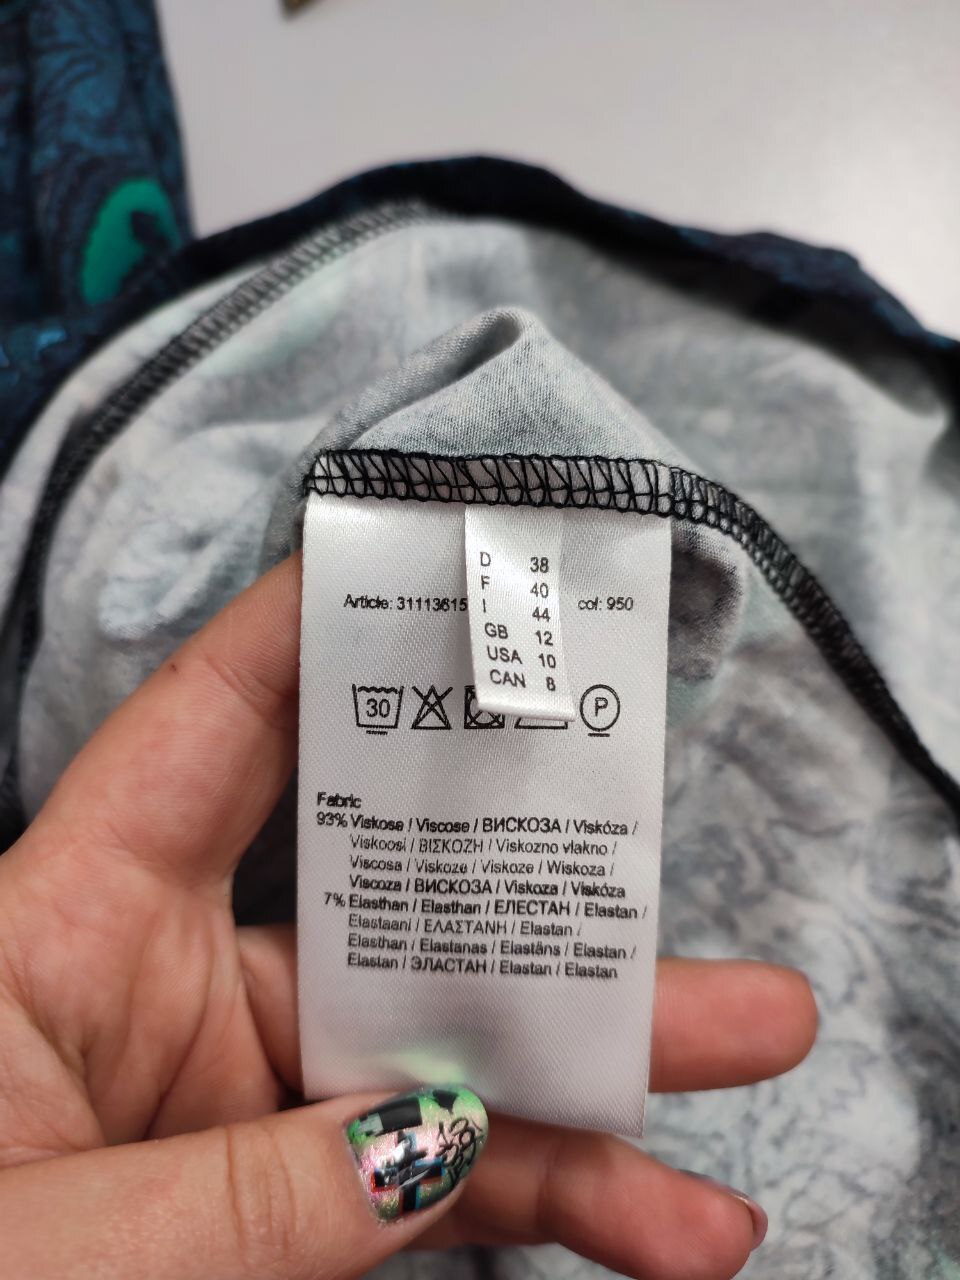 D 38
F 40
I 44
GB 12
USA 10
CAN 8
Article: 31113615
col: 950
30
P
Fabric
93% Viskose / Viscose / ВИСКОЗА / Viskóza /
Viskoosi / ΒΙΣΚΟΖΗ / Viskozno vlakno /
Viscosa / Viskoze / Viskoze / Wiskoza /
Viscoza / ВИСКОЗА / Viskoza / Viskóza
7% Elasthan / Elasthan / ЕЛЕСТАН / Elastan /
Elastaani / ΕΛΑΣΤΑΝΗ / Elastan /
Elasthan / Elastanas / Elastāns / Elastan /
Elastan / ЭЛАСТАН / Elastan / Elastan